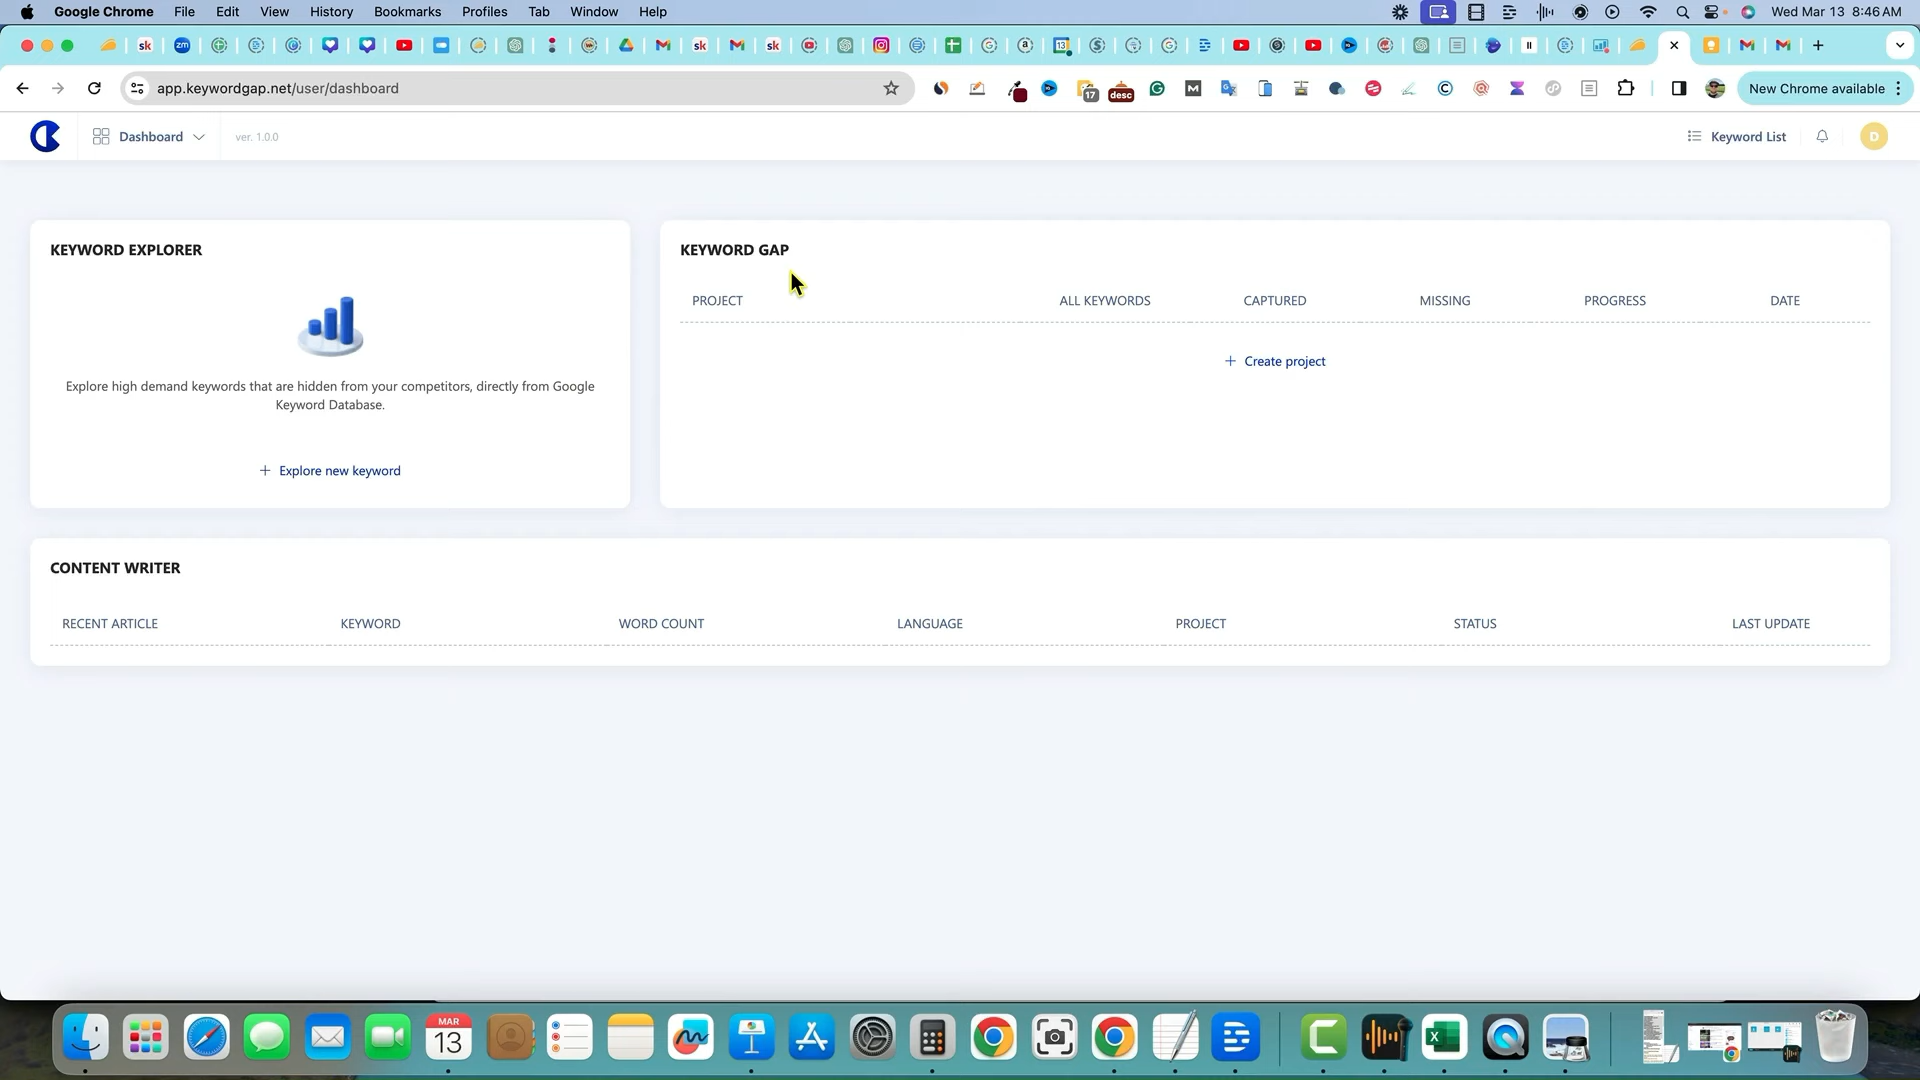 Google Chrome File Edit View History Bookmarks Profiles Tab Window Help Wed Mar 13 8:46 AM
app.keywordgap.net/user/dashboard New Chrome available
Dashboard ver. 1.0.0 Keyword List D
KEYWORD EXPLORER
Explore high demand keywords that are hidden from your competitors, directly from Google
Keyword Database.
+ Explore new keyword
KEYWORD GAP
PROJECT ALL KEYWORDS CAPTURED MISSING PROGRESS DATE
+ Create project
CONTENT WRITER
RECENT ARTICLE KEYWORD WORD COUNT LANGUAGE PROJECT STATUS LAST UPDATE
MAR
13